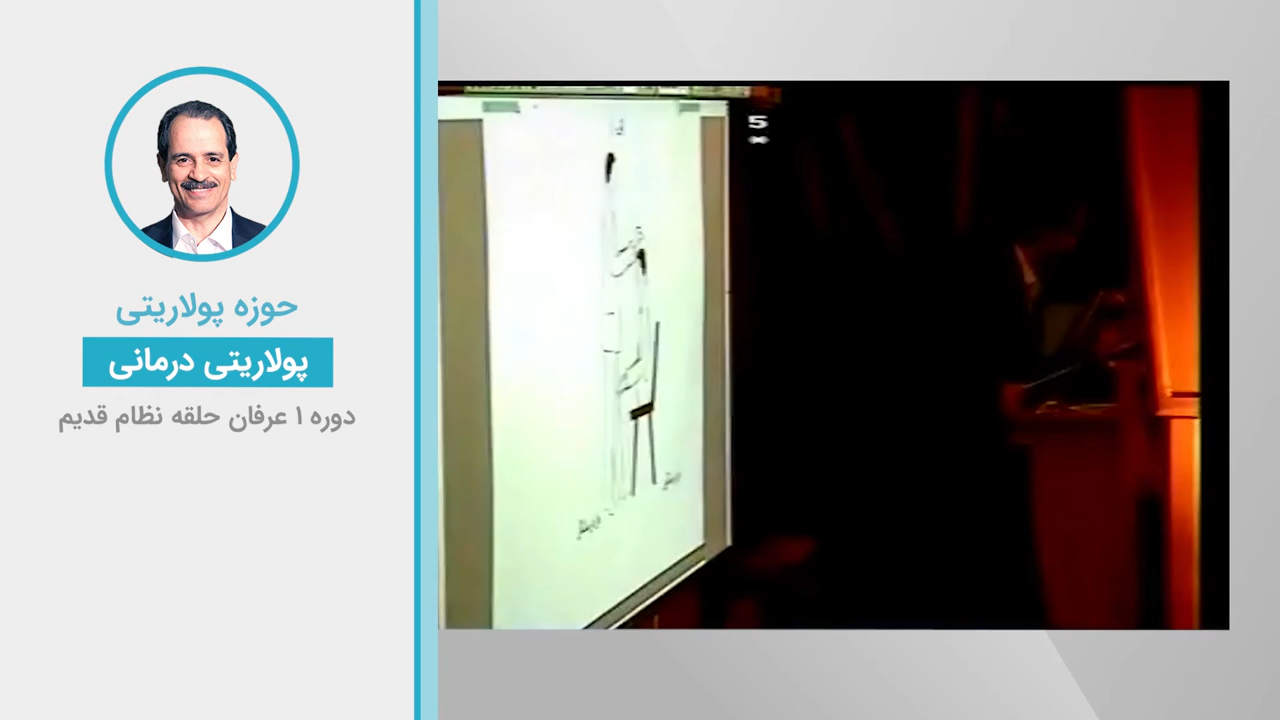 حوزه پولاریتی
پولاریتی درمانی
دوره ۱ عرفان حلقه نظام قدیم
5